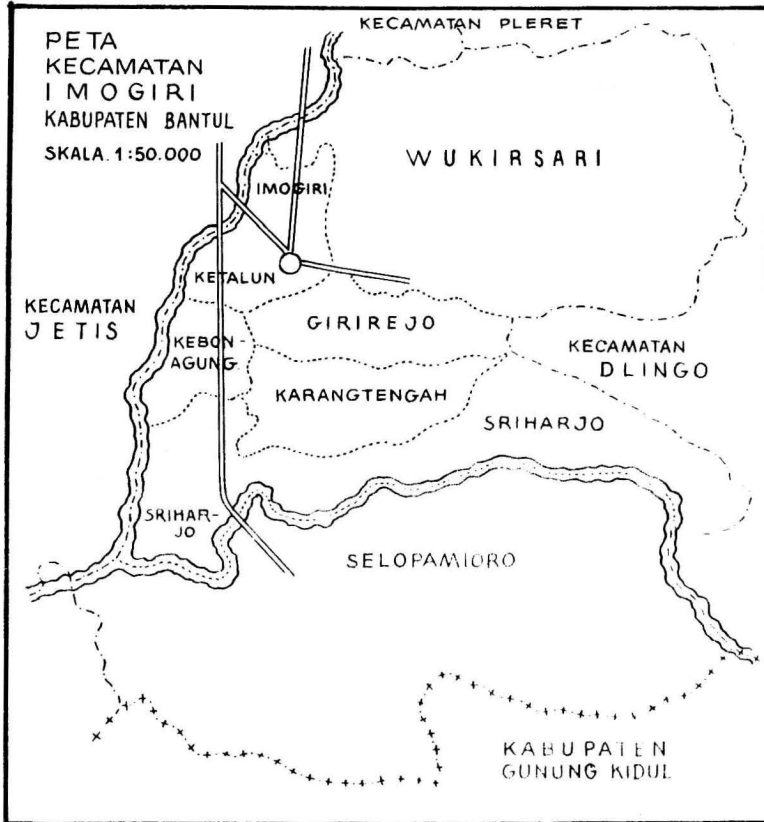 PETA
KECAMATAN
IMOGIRI
KABUPATEN BANTUL
SKALA. 1:50.000
KECAMATAN PLERET
WUKIRSARI
IMOGIRI
KETALUN
KECAMATAN
JETIS
GIRIREJO
KEBON-
AGUNG
KECAMATAN
DLINGO
KARANGTENGAH
SRIHARJO
SRIHAR-
JO
SELOPAMIORO
KABUPATEN
GUNUNG KIDUL